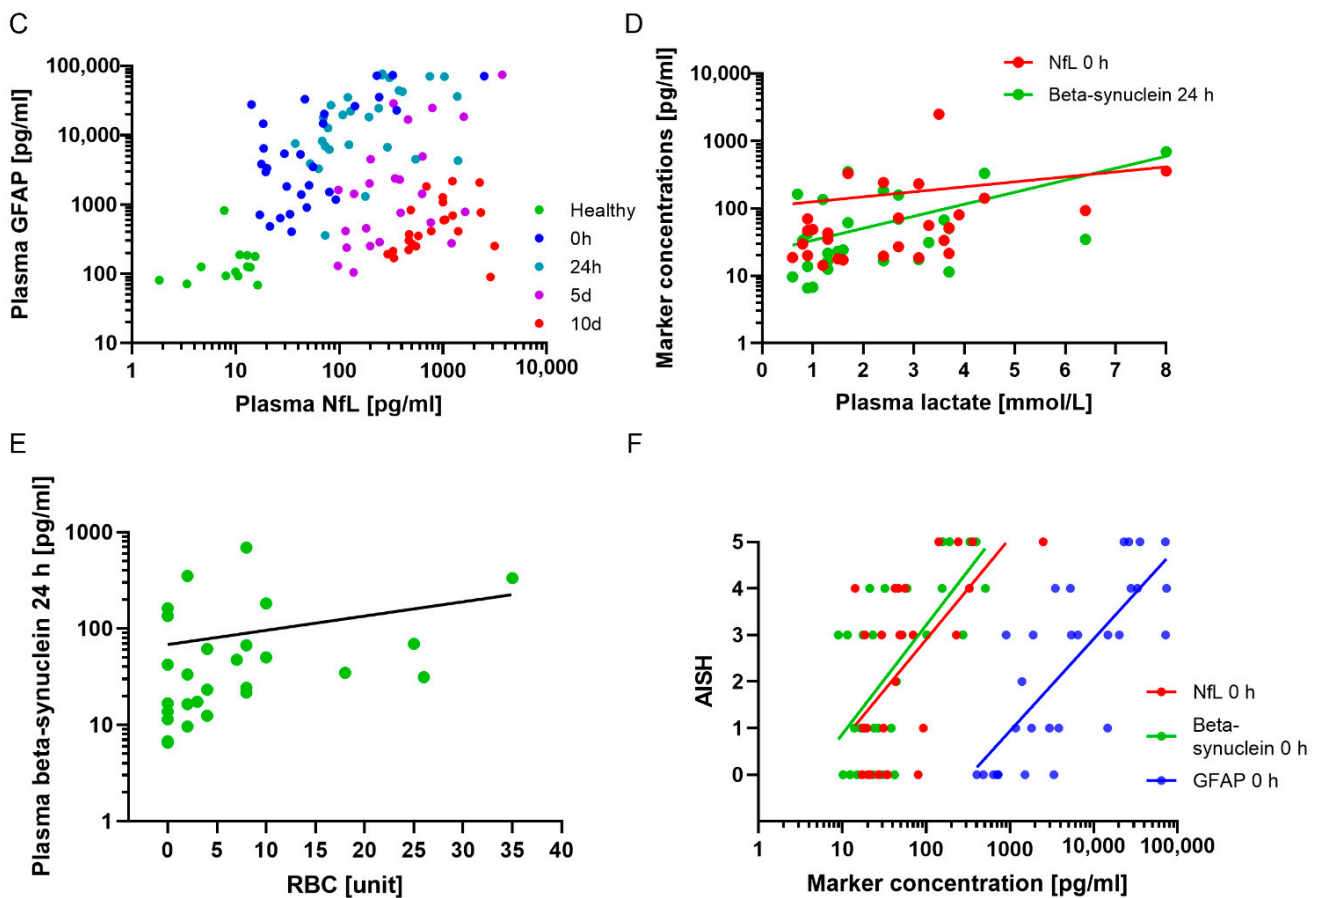 C
Plasma GFAP [pg/ml]
100,000
10,000
1000
100
10
1
10
100
1000
10,000
Plasma NfL [pg/ml]
Healthy
0h
24h
5d
10d
D
Marker concentrations [pg/ml]
10,000
1000
100
10
1
0
1
2
3
4
5
6
7
8
Plasma lactate [mmol/L]
NfL 0 h
Beta-synuclein 24 h
E
Plasma beta-synuclein 24 h [pg/ml]
1000
100
10
1
0
5
10
15
20
25
30
35
40
RBC [unit]
F
AISH
5
4
3
2
1
0
1
10
100
1000
10,000
100,000
Marker concentration [pg/ml]
NfL 0 h
Beta-
synuclein 0 h
GFAP 0 h